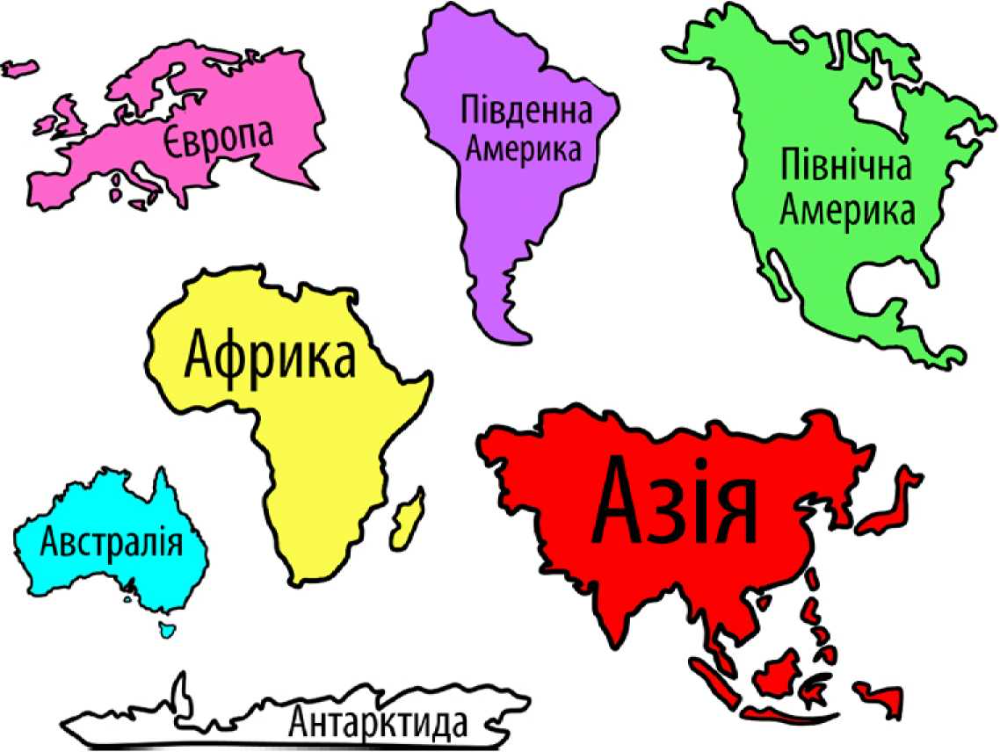 Європа
Південна
Америка
Північна
Америка
Африка
Азія
Австралія
Антарктида